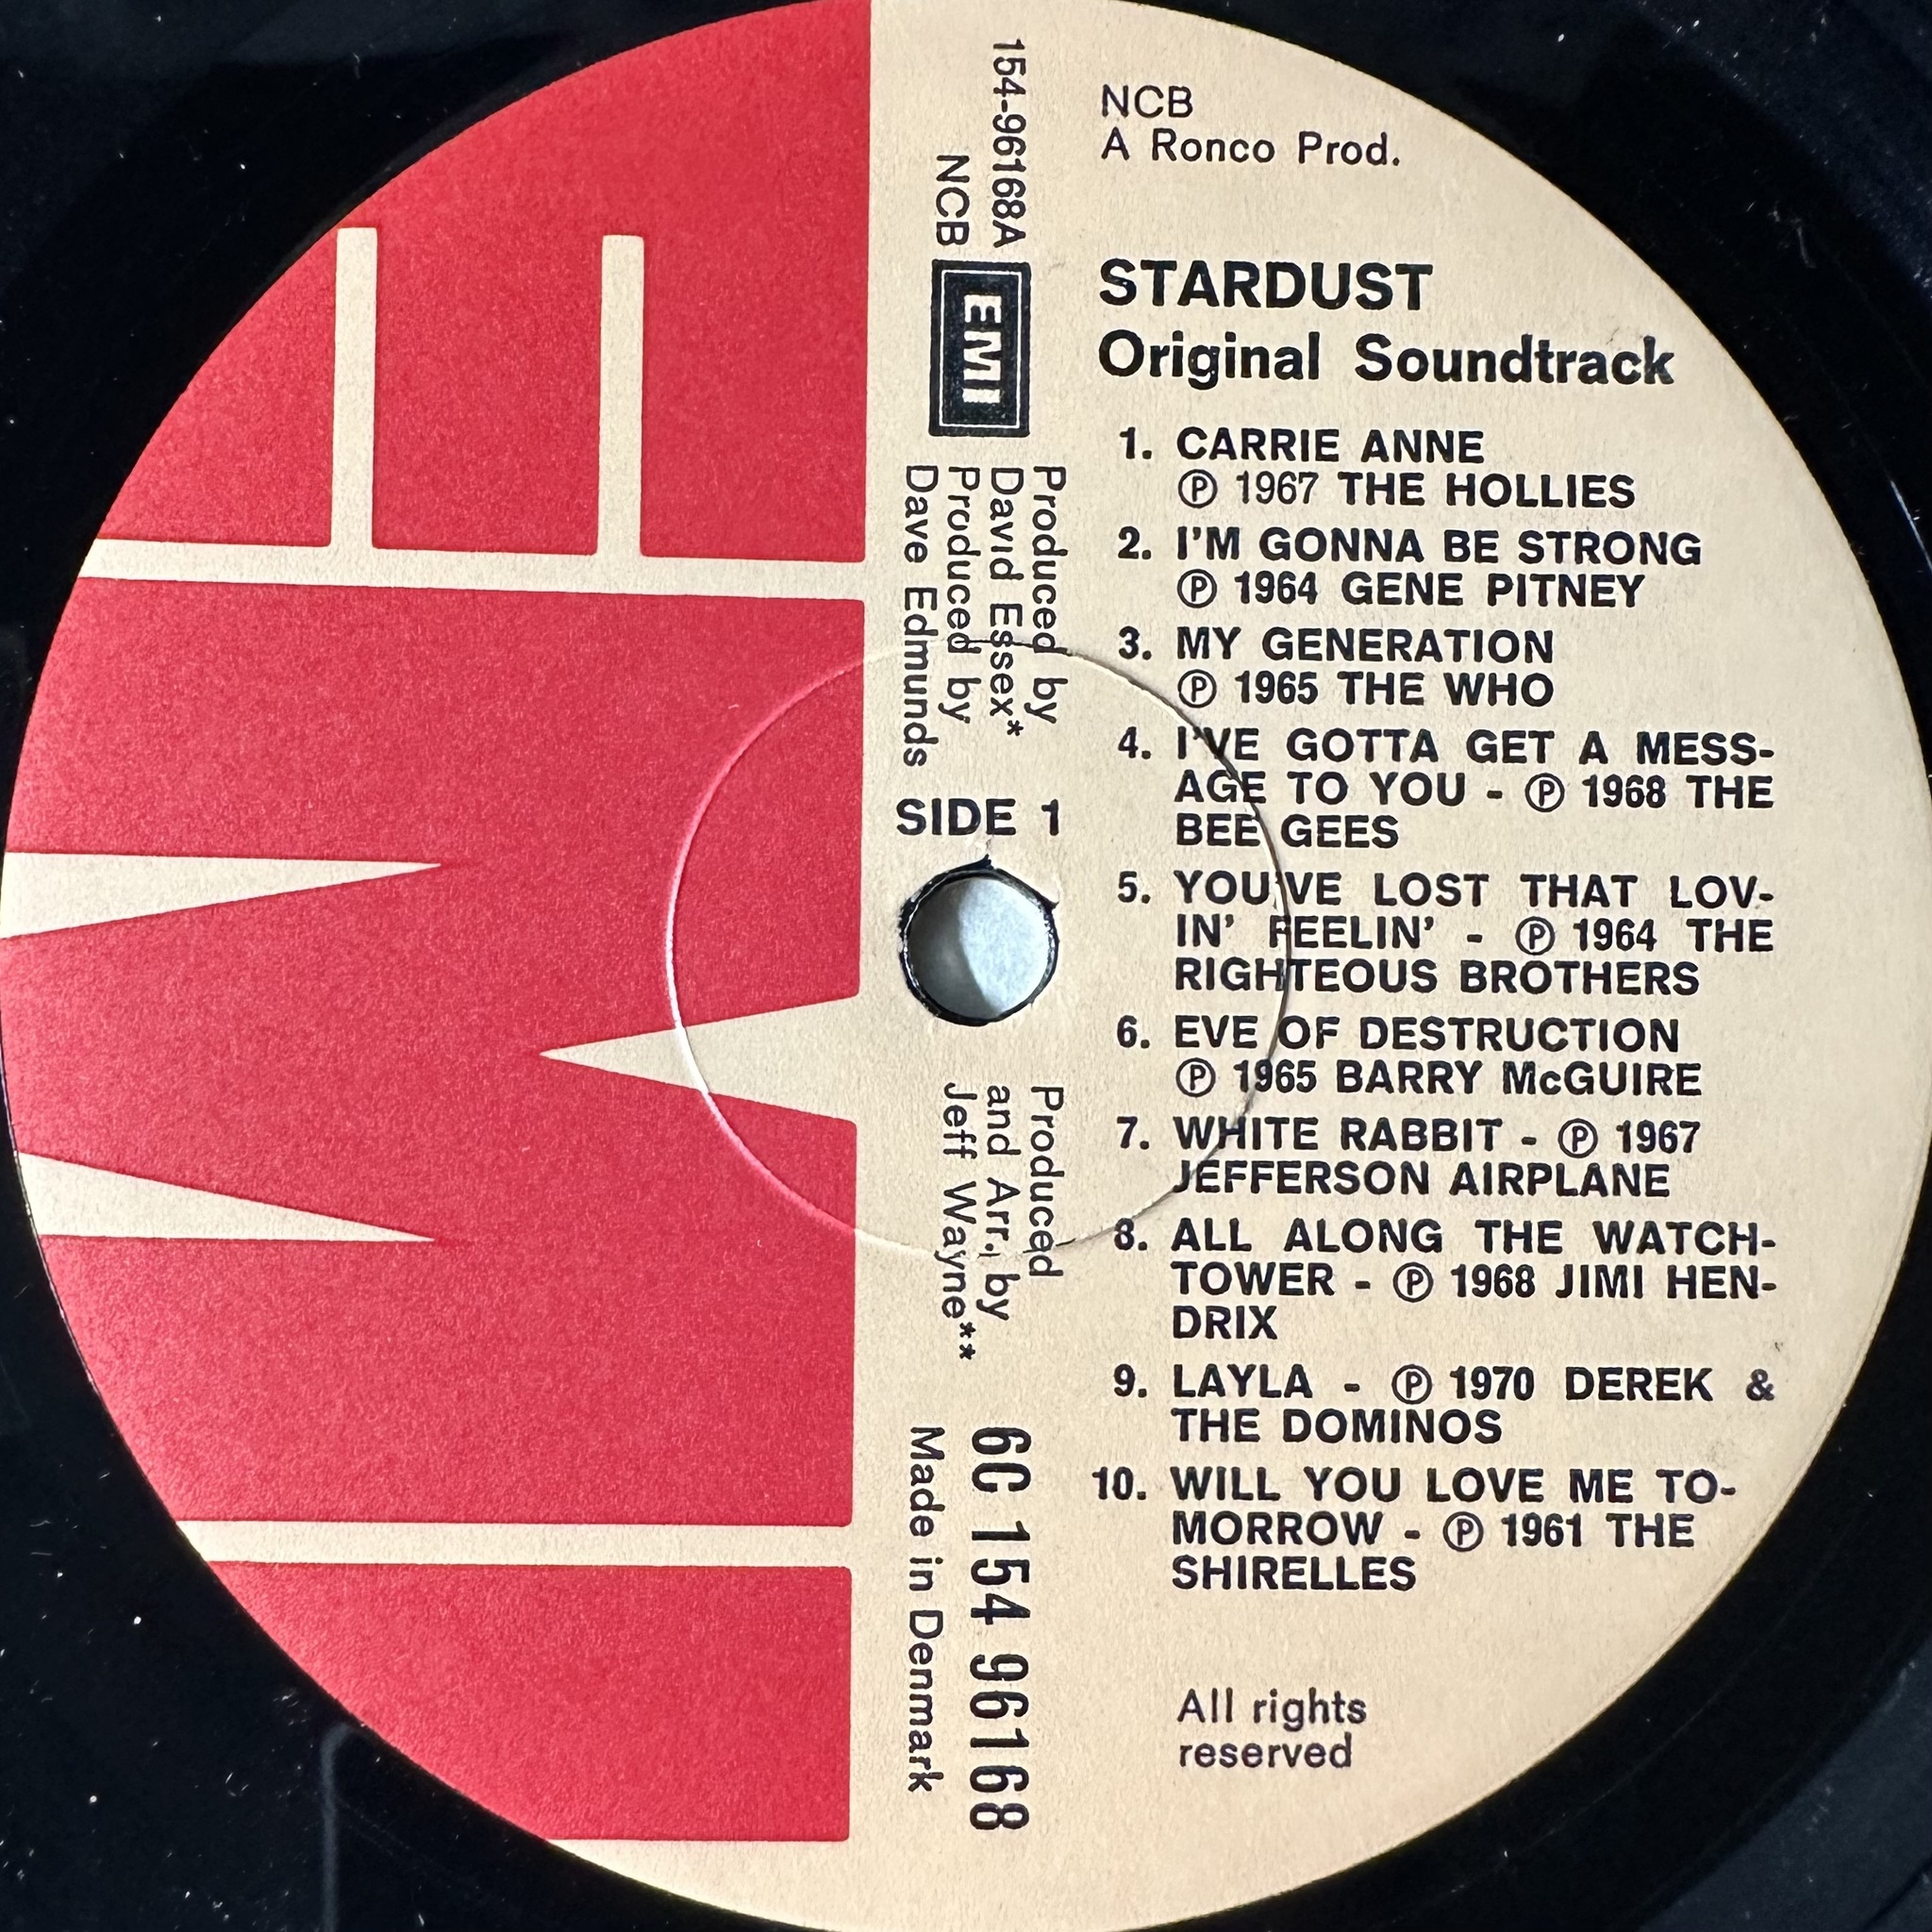 154-96168A
NCB
EMI
Produced by
David Essex*
Produced by
Dave Edmunds
SIDE 1
Produced
and Arr., by
Jeff Wayne**
6C 154 96168
Made in Denmark
NCB
A Ronco Prod.
STARDUST
Original Soundtrack
1. CARRIE ANNE
Ⓟ 1967 THE HOLLIES
2. I'M GONNA BE STRONG
Ⓟ 1964 GENE PITNEY
3. MY GENERATION
Ⓟ 1965 THE WHO
4. I'VE GOTTA GET A MESS-
AGE TO YOU - Ⓟ 1968 THE
BEE GEES
5. YOU'VE LOST THAT LOV-
IN' FEELIN' - Ⓟ 1964 THE
RIGHTEOUS BROTHERS
6. EVE OF DESTRUCTION
Ⓟ 1965 BARRY McGUIRE
7. WHITE RABBIT - Ⓟ 1967
JEFFERSON AIRPLANE
8. ALL ALONG THE WATCH-
TOWER - Ⓟ 1968 JIMI HEN-
DRIX
9. LAYLA - Ⓟ 1970 DEREK &
THE DOMINOS
10. WILL YOU LOVE ME TO-
MORROW - Ⓟ 1961 THE
SHIRELLES
All rights
reserved
EMI